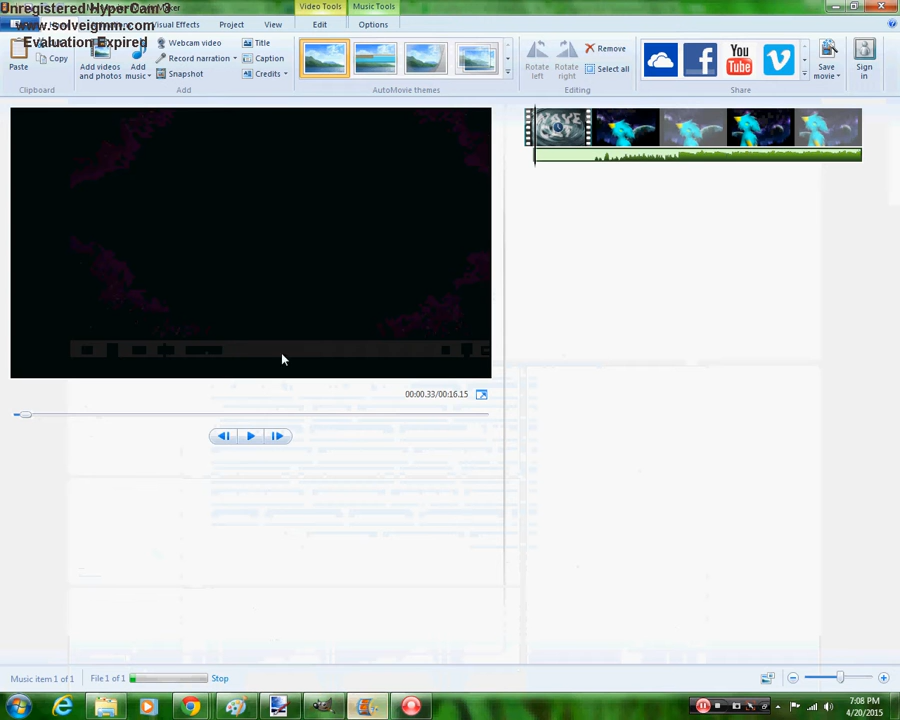 Unregistered HyperCam 3
www.solveigmm.com
Evaluation Expired
Visual Effects
Project
View
Video Tools
Edit
Music Tools
Options
Paste
Copy
Clipboard
Add videos
and photos
Add
music
Webcam video
Record narration
Snapshot
Title
Caption
Credits
Add
AutoMovie themes
Rotate
left
Rotate
right
Remove
Select all
Editing
You
Tube
Share
Save
movie
Sign
in
00:00.33/00:16.15
Music item 1 of 1
File 1 of 1
Stop
7:08 PM
4/20/2015